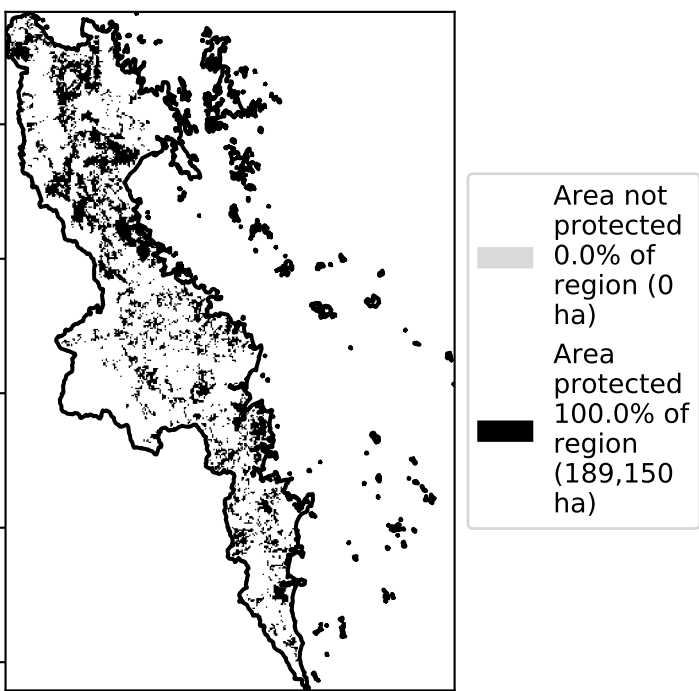 Area not
protected
0.0% of
region (0
ha)
Area
protected
100.0% of
region
(189,150
ha)